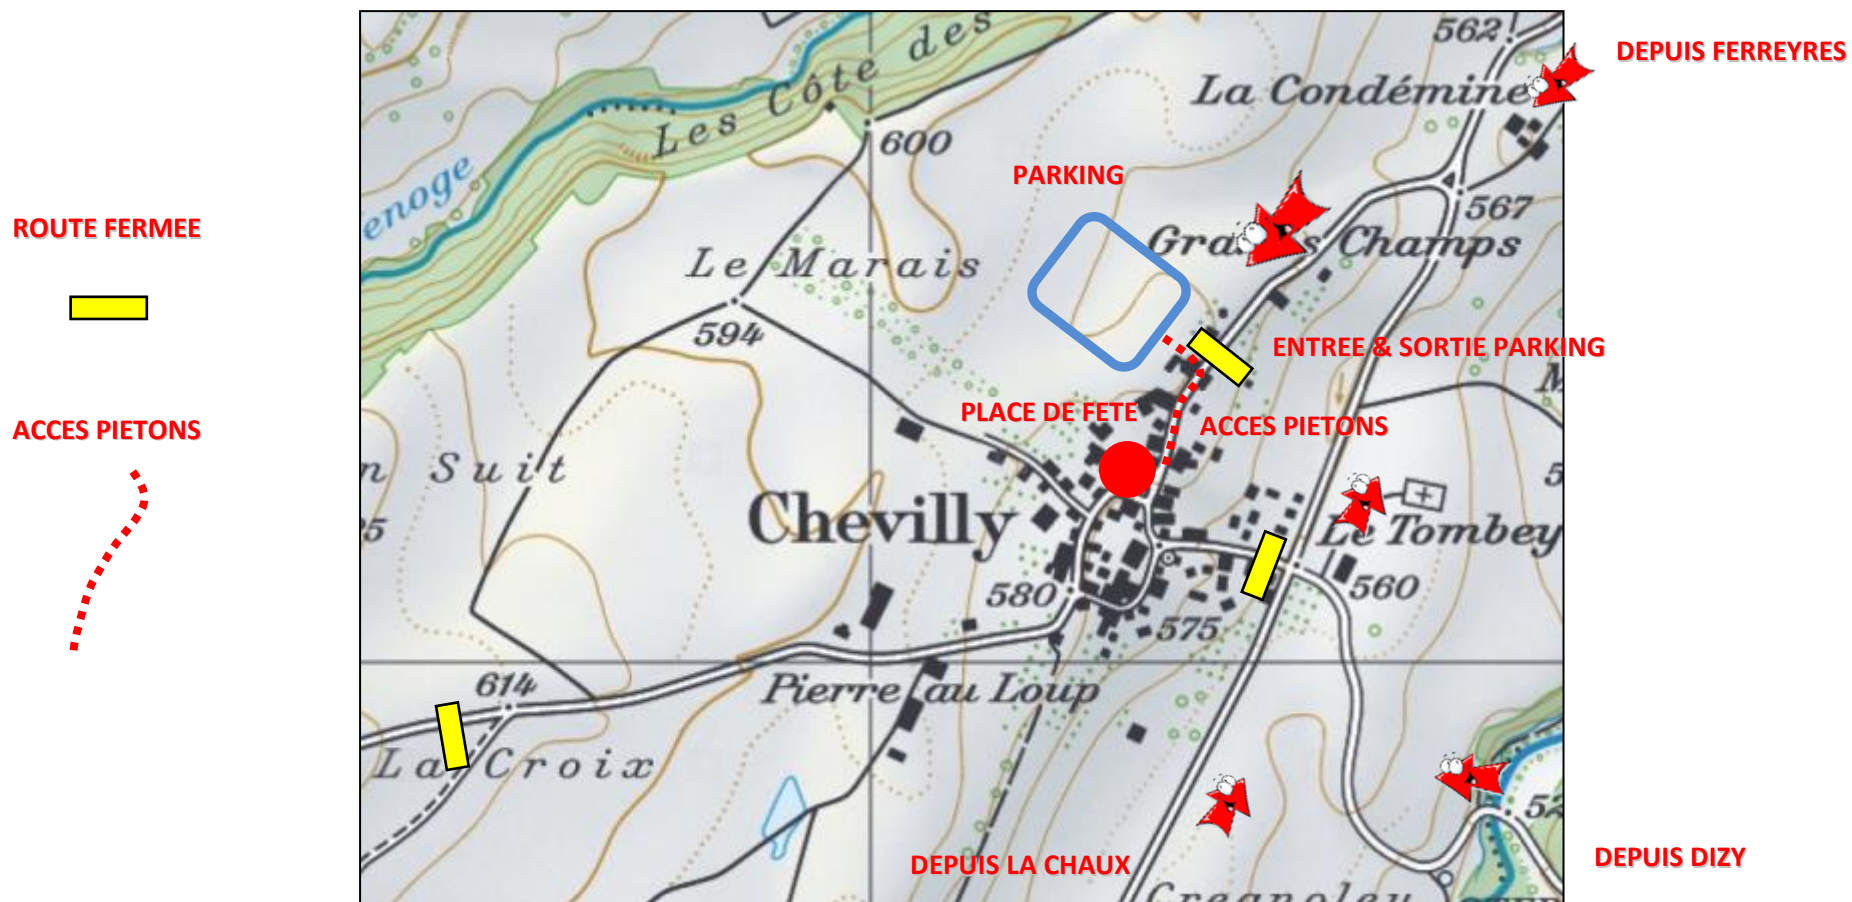 562
DEPUIS FERREYRES
La Condémine
Les Côte des
600
PARKING
enoge
567
ROUTE FERMEE
Grands Champs
Le Marais
594
ENTREE & SORTIE PARKING
PLACE DE FETE
ACCES PIETONS
ACCES PIETONS
n Suit
Chevilly
Le Tombey
580
560
575
614
Pierre au Loup
La Croix
DEPUIS LA CHAUX
DEPUIS DIZY